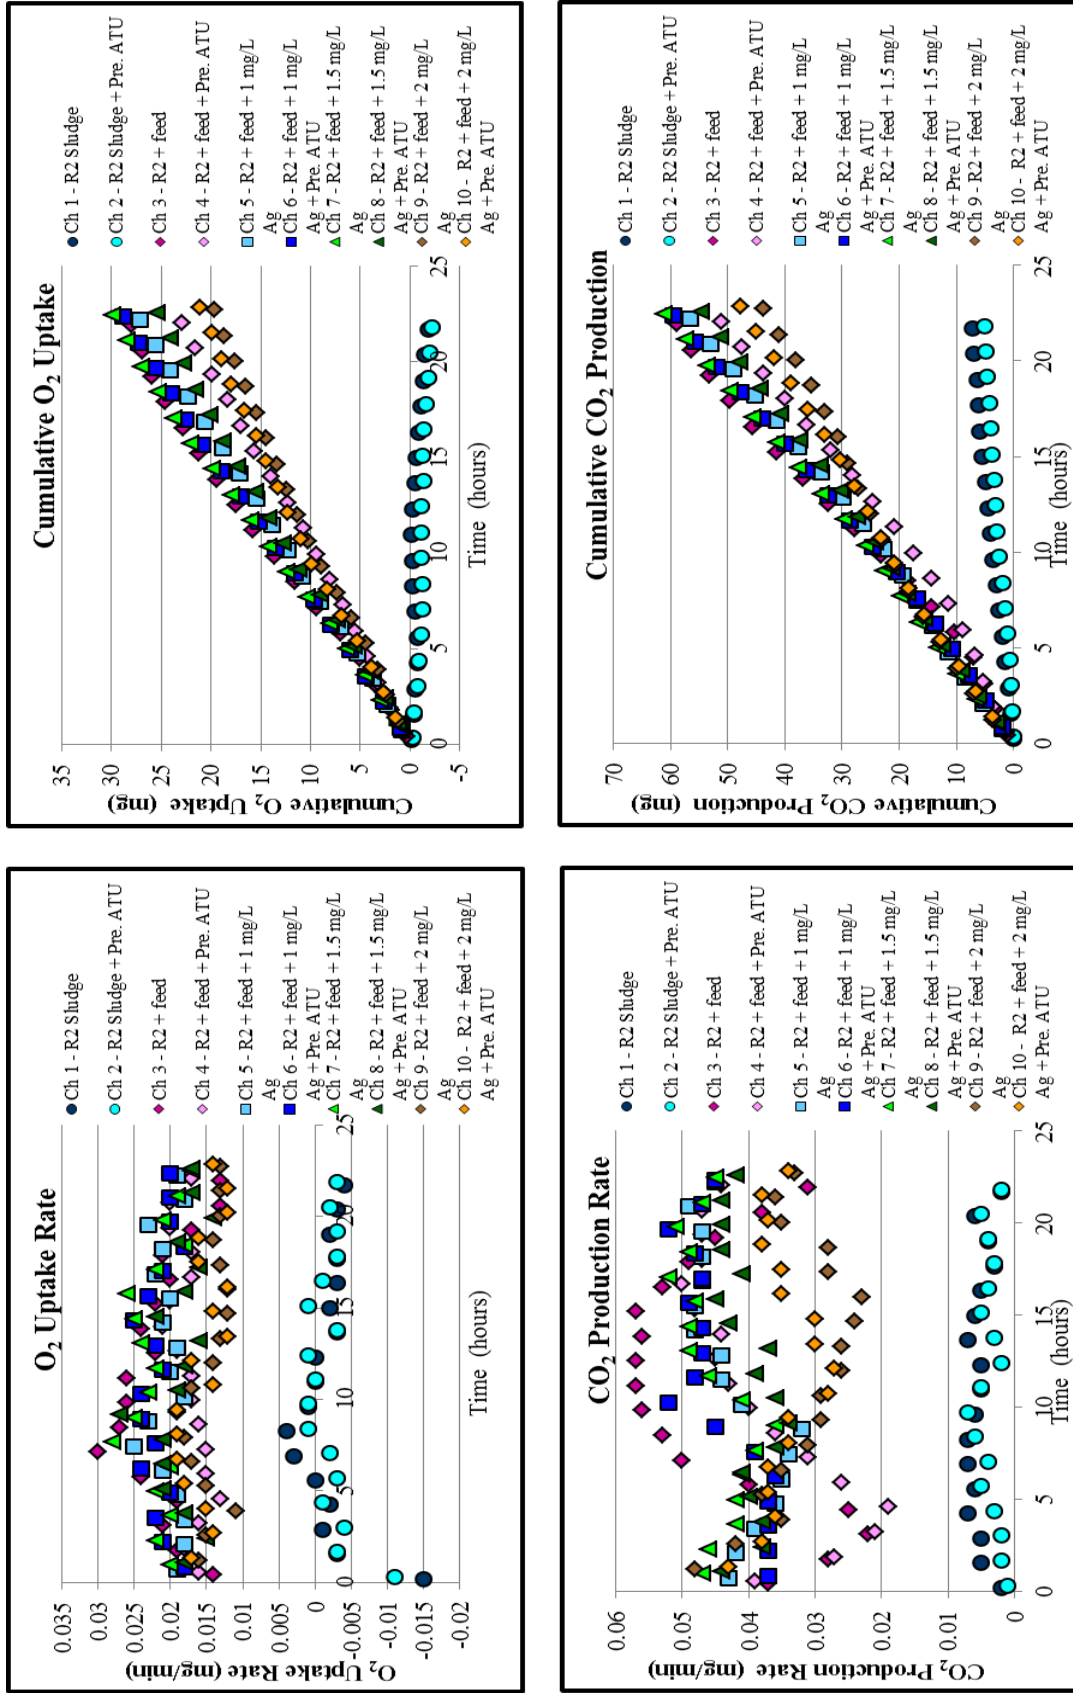 O₂ Uptake Rate
O₂ Uptake Rate (mg/min)
0.035
0.03
0.025
0.02
0.015
0.01
0.005
0
-0.005
-0.01
-0.015
-0.02
0 5 10 15 20 25
Time (hours)
Ch 1 - R2 Sludge
Ch 2 - R2 Sludge + Pre. ATU
Ch 3 - R2 + feed
Ch 4 - R2 + feed + Pre. ATU
Ch 5 - R2 + feed + 1 mg/L
Ag
Ch 6 - R2 + feed + 1 mg/L
Ag + Pre. ATU
Ch 7 - R2 + feed + 1.5 mg/L
Ag
Ch 8 - R2 + feed + 1.5 mg/L
Ag + Pre. ATU
Ch 9 - R2 + feed + 2 mg/L
Ag
Ch 10 - R2 + feed + 2 mg/L
Ag + Pre. ATU
Cumulative O₂ Uptake
Cumulative O₂ Uptake (mg)
35
30
25
20
15
10
5
0
-5
0 5 10 15 20 25
Time (hours)
Ch 1 - R2 Sludge
Ch 2 - R2 Sludge + Pre. ATU
Ch 3 - R2 + feed
Ch 4 - R2 + feed + Pre. ATU
Ch 5 - R2 + feed + 1 mg/L
Ag
Ch 6 - R2 + feed + 1 mg/L
Ag + Pre. ATU
Ch 7 - R2 + feed + 1.5 mg/L
Ag
Ch 8 - R2 + feed + 1.5 mg/L
Ag + Pre. ATU
Ch 9 - R2 + feed + 2 mg/L
Ag
Ch 10 - R2 + feed + 2 mg/L
Ag + Pre. ATU
CO₂ Production Rate
CO₂ Production Rate (mg/min)
0.06
0.05
0.04
0.03
0.02
0.01
0
0 5 10 15 20 25
Time (hours)
Ch 1 - R2 Sludge
Ch 2 - R2 Sludge + Pre. ATU
Ch 3 - R2 + feed
Ch 4 - R2 + feed + Pre. ATU
Ch 5 - R2 + feed + 1 mg/L
Ag
Ch 6 - R2 + feed + 1 mg/L
Ag + Pre. ATU
Ch 7 - R2 + feed + 1.5 mg/L
Ag
Ch 8 - R2 + feed + 1.5 mg/L
Ag + Pre. ATU
Ch 9 - R2 + feed + 2 mg/L
Ag
Ch 10 - R2 + feed + 2 mg/L
Ag + Pre. ATU
Cumulative CO₂ Production
Cumulative CO₂ Production (mg)
70
60
50
40
30
20
10
0
0 5 10 15 20 25
Time (hours)
Ch 1 - R2 Sludge
Ch 2 - R2 Sludge + Pre. ATU
Ch 3 - R2 + feed
Ch 4 - R2 + feed + Pre. ATU
Ch 5 - R2 + feed + 1 mg/L
Ag
Ch 6 - R2 + feed + 1 mg/L
Ag + Pre. ATU
Ch 7 - R2 + feed + 1.5 mg/L
Ag
Ch 8 - R2 + feed + 1.5 mg/L
Ag + Pre. ATU
Ch 9 - R2 + feed + 2 mg/L
Ag
Ch 10 - R2 + feed + 2 mg/L
Ag + Pre. ATU